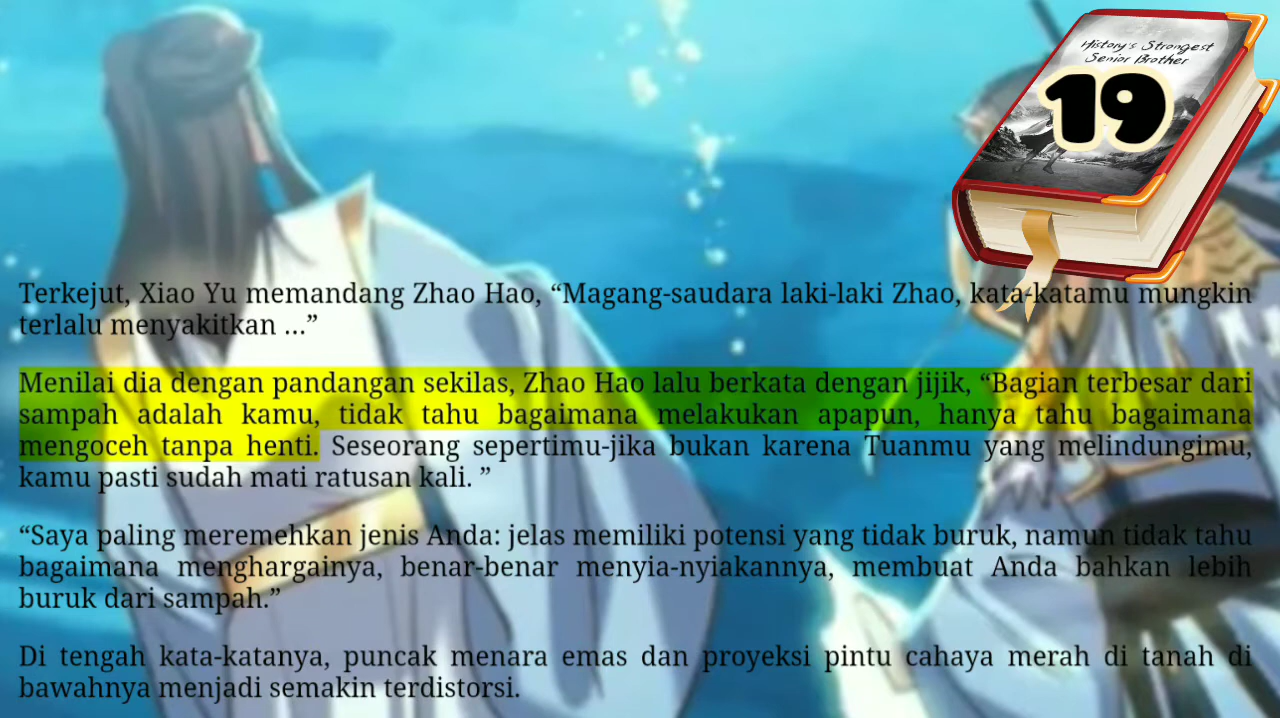 History's Strongest
Senior Brother
19
Terkejut, Xiao Yu memandang Zhao Hao, “Magang-saudara laki-laki Zhao, kata-katamu mungkin
terlalu menyakitkan ...”
Menilai dia dengan pandangan sekilas, Zhao Hao lalu berkata dengan jijik, “Bagian terbesar dari
sampah adalah kamu, tidak tahu bagaimana melakukan apapun, hanya tahu bagaimana
mengoceh tanpa henti. Seseorang sepertimu-jika bukan karena Tuanmu yang melindungimu,
kamu pasti sudah mati ratusan kali. ”
“Saya paling meremehkan jenis Anda: jelas memiliki potensi yang tidak buruk, namun tidak tahu
bagaimana menghargainya, benar-benar menyia-nyiakannya, membuat Anda bahkan lebih
buruk dari sampah.”
Di tengah kata-katanya, puncak menara emas dan proyeksi pintu cahaya merah di tanah di
bawahnya menjadi semakin terdistorsi.